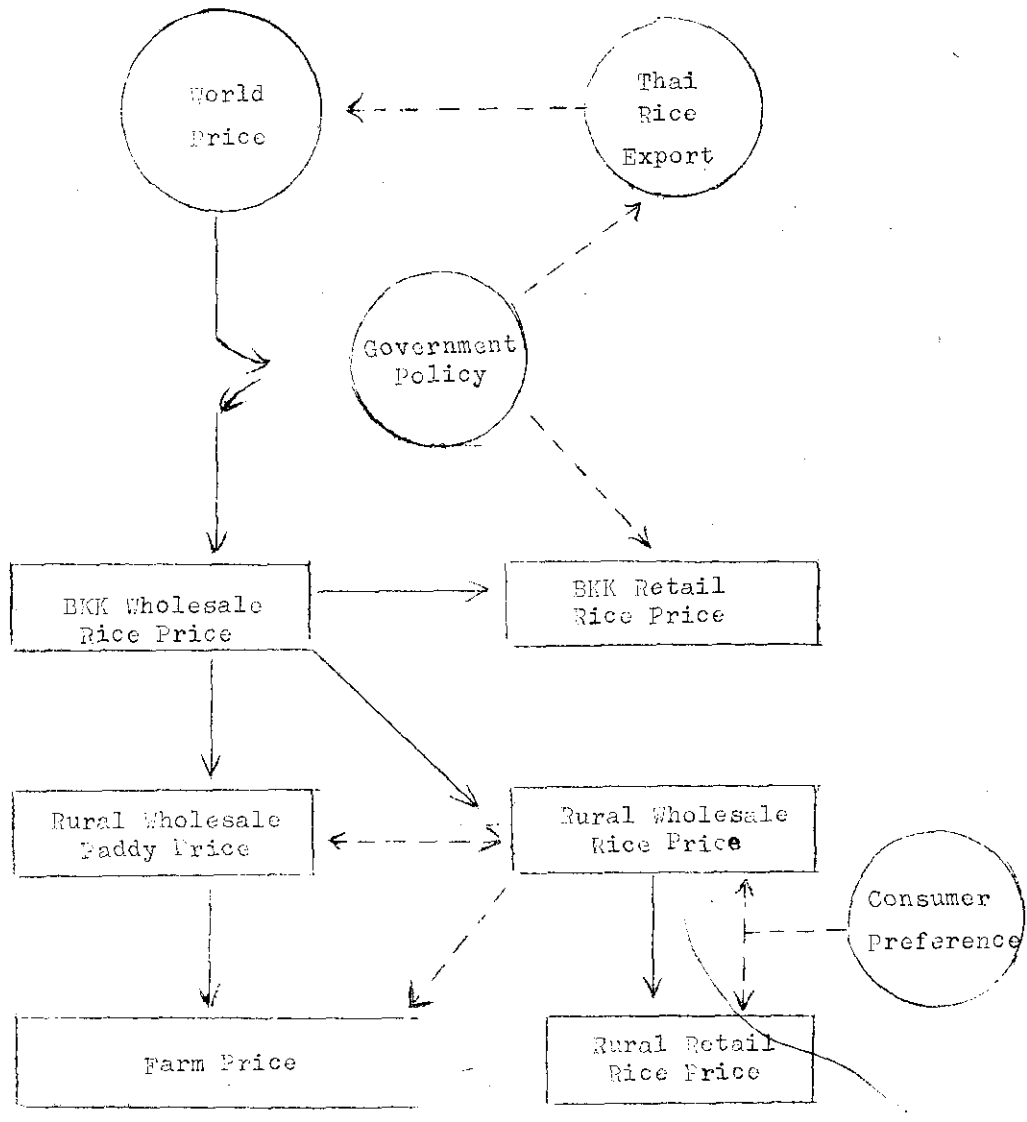 World
Price
Thai
Rice
Export
Government
Policy
BKK Wholesale
Rice Price
BKK Retail
Rice Price
Rural Wholesale
Paddy Price
Rural Wholesale
Rice Price
Consumer
Preference
Farm Price
Rural Retail
Rice Price